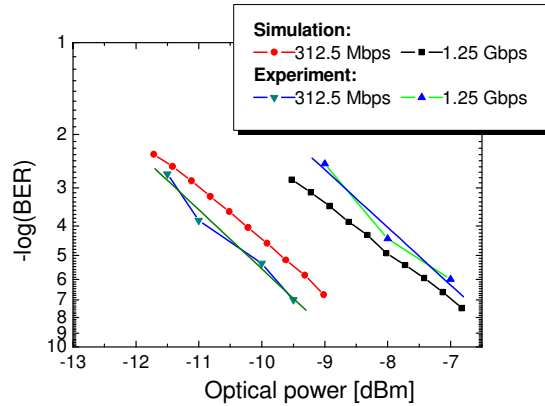 Simulation:
312.5 Mbps 1.25 Gbps
Experiment:
312.5 Mbps 1.25 Gbps
1
2
3
4
5
6
7
8
9
10
-log(BER)
-13 -12 -11 -10 -9 -8 -7
Optical power [dBm]